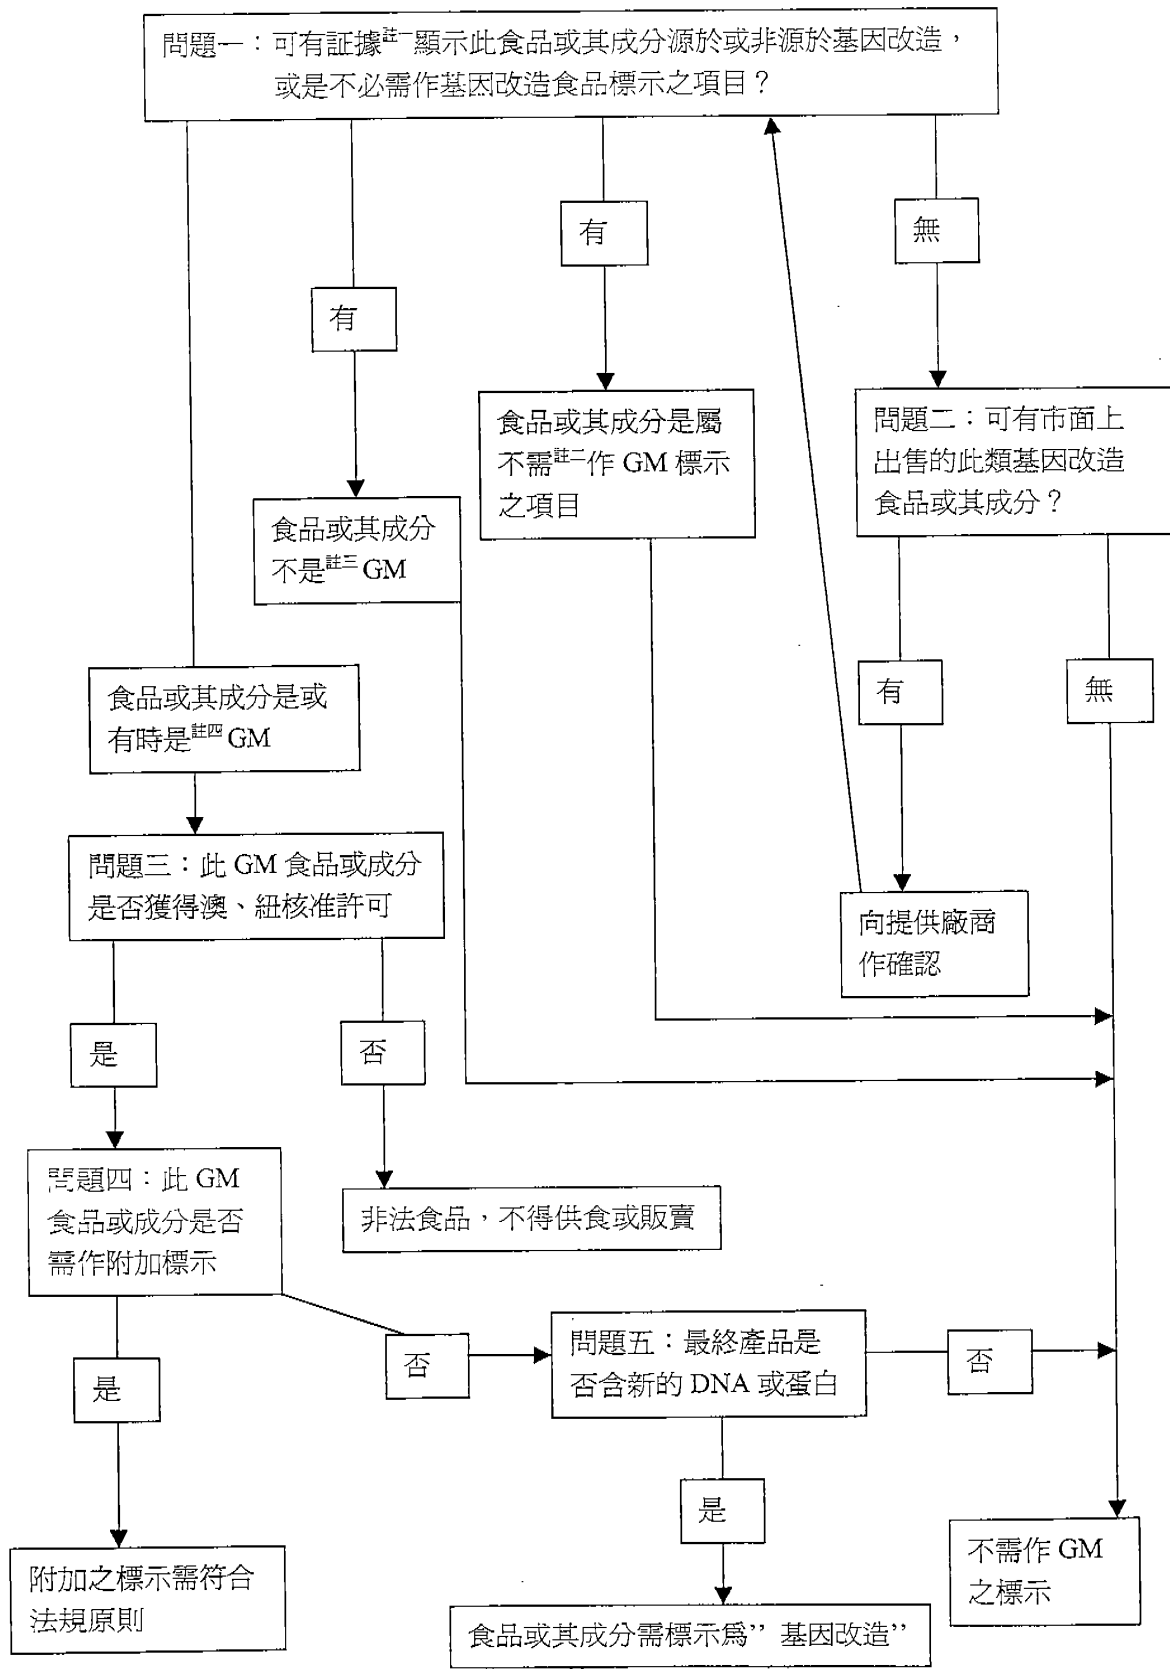 問題一：可有証據註一顯示此食品或其成分源於或非源於基因改造，
或是不必需作基因改造食品標示之項目？
有
無
有
食品或其成分是屬
不需註二作 GM 標示
之項目
問題二：可有市面上
出售的此類基因改造
食品或其成分？
食品或其成分
不是註三 GM
有
無
食品或其成分是或
有時是註四 GM
問題三：此 GM 食品或成分
是否獲得澳、紐核准許可
向提供廠商
作確認
是
否
問題四：此 GM
食品或成分是否
需作附加標示
非法食品，不得供食或販賣
否
問題五：最終產品是
否含新的 DNA 或蛋白
否
是
是
附加之標示需符合
法規原則
不需作 GM
之標示
食品或其成分需標示爲” 基因改造”